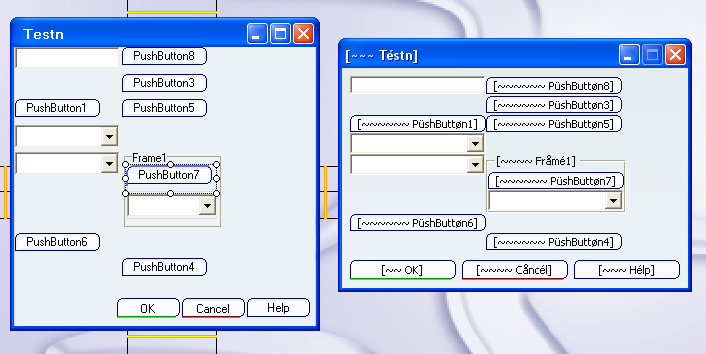 Testn
PushButton8
PushButton3
PushButton1
PushButton5
Frame1
PushButton7
PushButton6
PushButton4
OK
Cancel
Help
[~~~ Téstn]
[~~~~~~ PüshButtøn8]
[~~~~~~ PüshButtøn3]
[~~~~~~ PüshButtøn1]
[~~~~~~ PüshButtøn5]
[~~~~ Fråmé1]
[~~~~~~ PüshButtøn7]
[~~~~~~ PüshButtøn6]
[~~~~~~ PüshButtøn4]
[~~ OK]
[~~~~ Cåncél]
[~~~ Hélp]